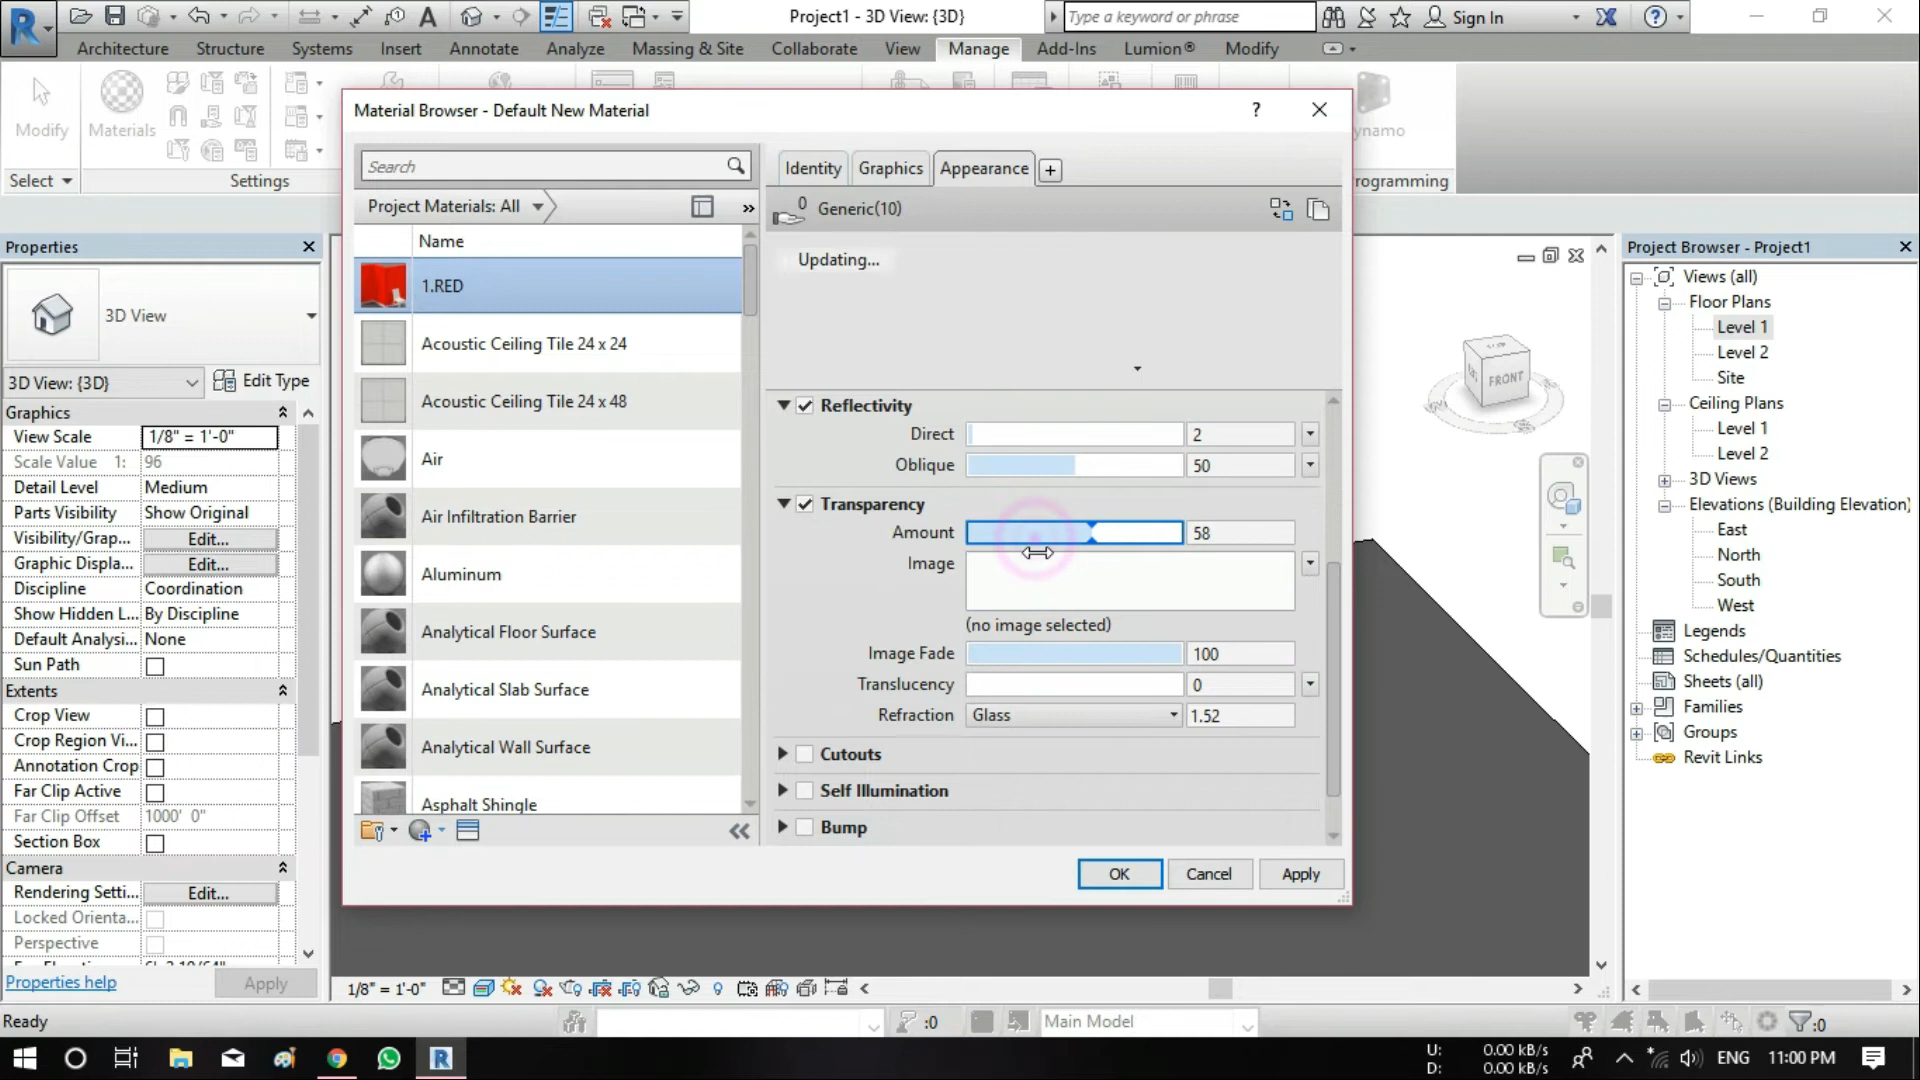 Project1 - 3D View: {3D}
Type a keyword or phrase
Sign In
Architecture Structure Systems Insert Annotate Analyze Massing & Site Collaborate View Manage Add-Ins Lumion® Modify
Modify
Materials
Select
Settings
Material Browser - Default New Material
Search
Project Materials: All
Name
1.RED
Acoustic Ceiling Tile 24 x 24
Acoustic Ceiling Tile 24 x 48
Air
Air Infiltration Barrier
Aluminum
Analytical Floor Surface
Analytical Slab Surface
Analytical Wall Surface
Asphalt Shingle
Identity Graphics Appearance
0 Generic(10)
Updating...
Reflectivity
Direct 2
Oblique 50
Transparency
Amount 58
Image
(no image selected)
Image Fade 100
Translucency 0
Refraction Glass 1.52
Cutouts
Self Illumination
Bump
OK Cancel Apply
ynamo
rogramming
Properties
3D View
3D View: {3D} Edit Type
Graphics
View Scale 1/8" = 1'-0"
Scale Value 1: 96
Detail Level Medium
Parts Visibility Show Original
Visibility/Grap... Edit...
Graphic Displa... Edit...
Discipline Coordination
Show Hidden L... By Discipline
Default Analysi... None
Sun Path
Extents
Crop View
Crop Region Vi...
Annotation Crop
Far Clip Active
Far Clip Offset 1000' 0"
Section Box
Camera
Rendering Setti... Edit...
Locked Orienta...
Perspective
Properties help Apply
FRONT
Project Browser - Project1
Views (all)
Floor Plans
Level 1
Level 2
Site
Ceiling Plans
Level 1
Level 2
3D Views
Elevations (Building Elevation)
East
North
South
West
Legends
Schedules/Quantities
Sheets (all)
Families
Groups
Revit Links
1/8" = 1'-0"
Ready
:0
Main Model
:0
U: 0.00 kB/s
D: 0.00 kB/s
ENG 11:00 PM